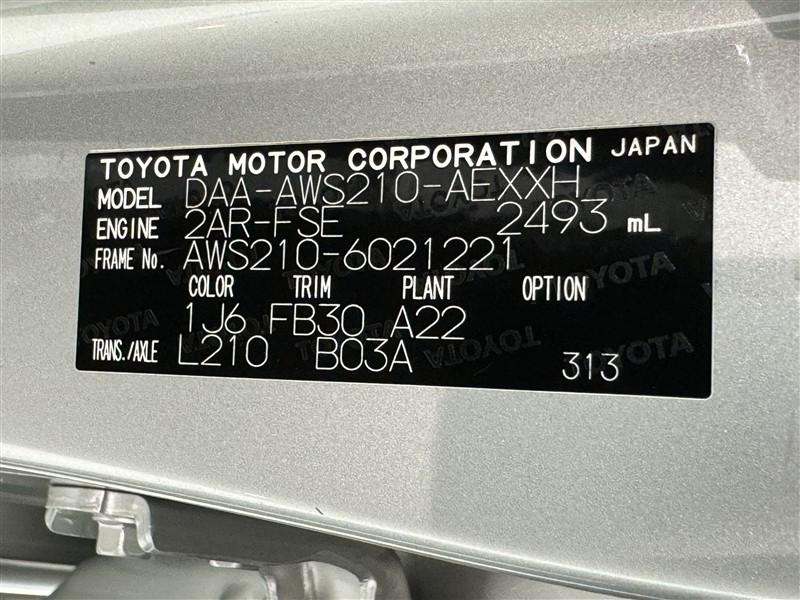 TOYOTA MOTOR CORPORATION JAPAN
MODEL DAA-AWS210-AEXXH
ENGINE 2AR-FSE 2493 mL
FRAME No. AWS210-6021221
COLOR TRIM PLANT OPTION
1J6 FB30 A22
TRANS./AXLE L210 B03A 313